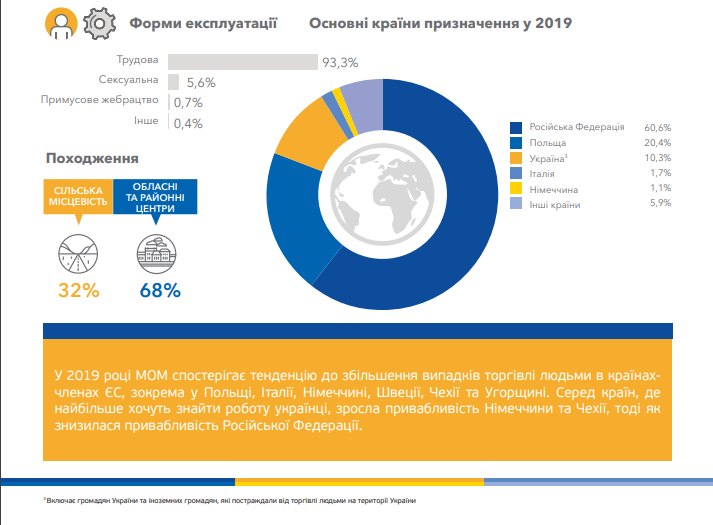 Форми експлуатації
Основні країни призначення у 2019
Трудова 93,3%
Сексуальна 5,6%
Примусове жебрацтво 0,7%
Інше 0,4%
Російська Федерація 60,6%
Польща 20,4%
Україна³ 10,3%
Італія 1,7%
Німеччина 1,1%
Інші країни 5,9%
Походження
СІЛЬСЬКА
МІСЦЕВІСТЬ
ОБЛАСНІ
ТА РАЙОННІ
ЦЕНТРИ
32%
68%
У 2019 році МОМ спостерігає тенденцію до збільшення випадків торгівлі людьми в країнах-
членах ЄС, зокрема у Польщі, Італії, Німеччині, Швеції, Чехії та Угорщині. Серед країн, де
найбільше хочуть знайти роботу українці, зросла привабливість Німеччини та Чехії, тоді як
знизилася привабливість Російської Федерації.
³Включає громадян України та іноземних громадян, які постраждали від торгівлі людьми на території України